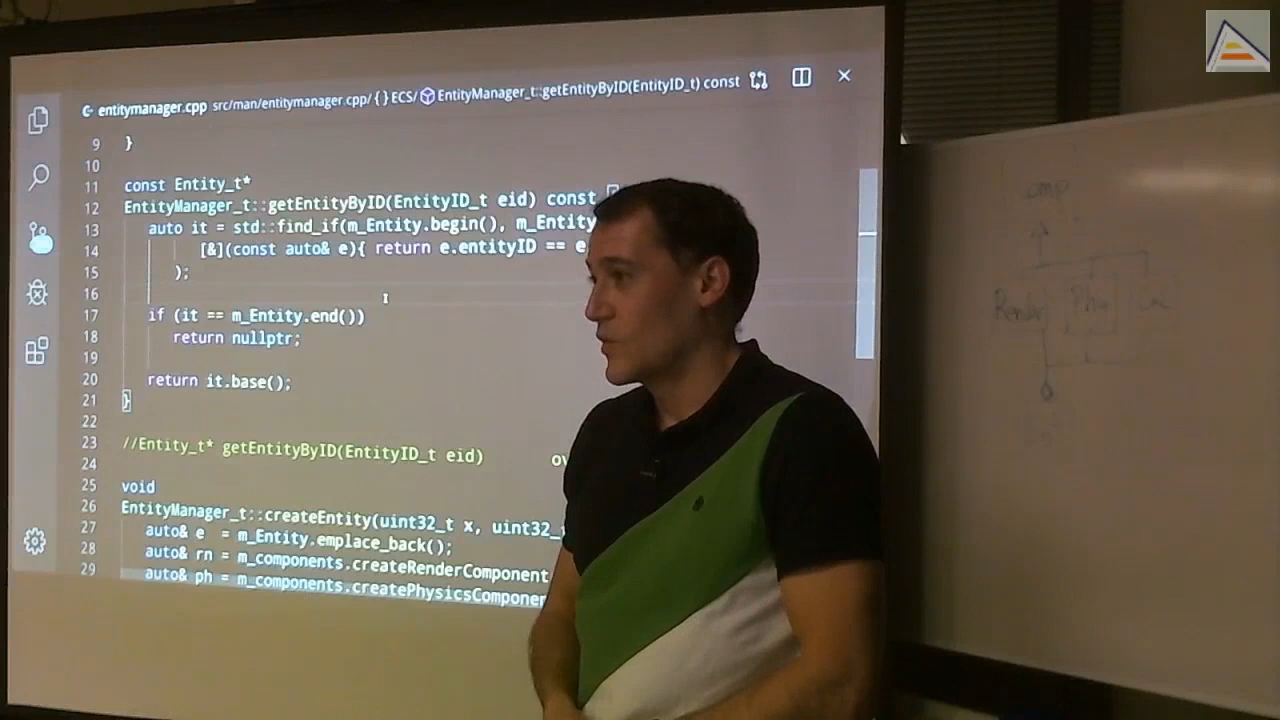 entitymanager.cpp src/man/entitymanager.cpp/ { } ECS/ EntityManager_t::getEntityByID(EntityID_t) const
9 }
10
11 const Entity_t*
12 EntityManager_t::getEntityByID(EntityID_t eid) const
13 auto it = std::find_if(m_Entity.begin(), m_Entity
14 [&](const auto& e){ return e.entityID == e
15 );
16
17 if (it == m_Entity.end())
18 return nullptr;
19
20 return it.base();
21 }
22
23 //Entity_t* getEntityByID(EntityID_t eid) ov
24
25 void
26 EntityManager_t::createEntity(uint32_t x, uint32_t
27 auto& e = m_Entity.emplace_back();
28 auto& rn = m_components.createRenderComponent
29 auto& ph = m_components.createPhysicsComponen
cmp
Render Phy